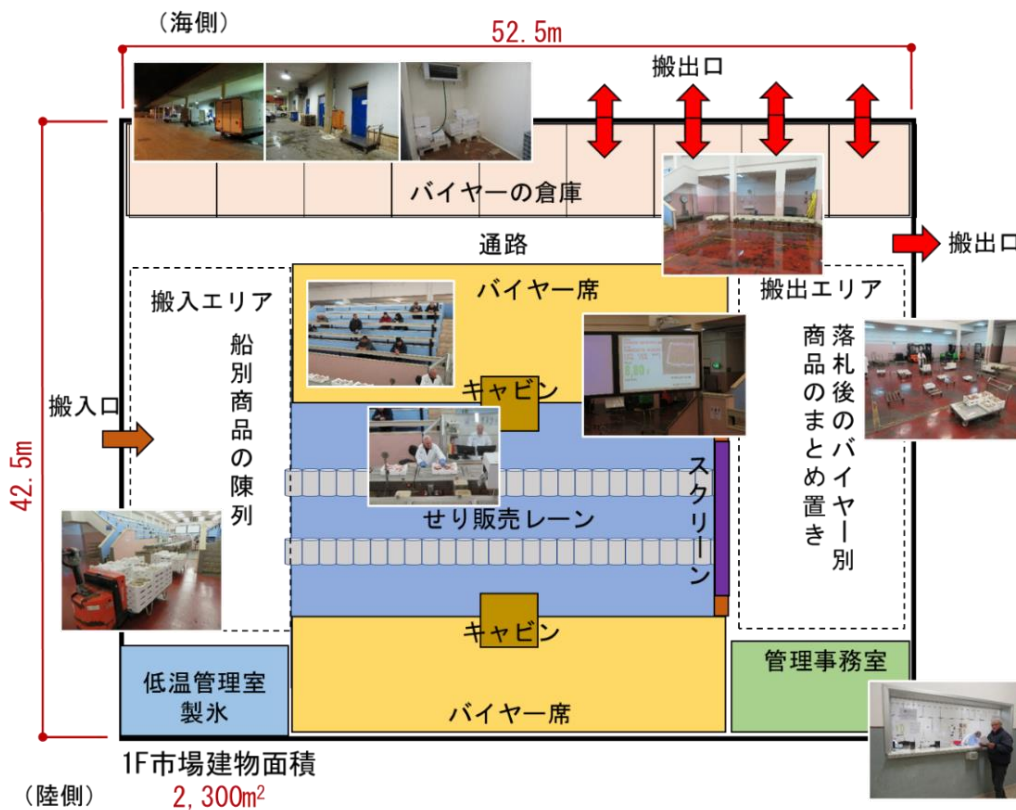 （海側）
52.5m
搬出口
バイヤーの倉庫
通路
搬出口
搬入エリア
バイヤー席
搬出エリア
船別商品の陳列
落札後のバイヤー別
商品のまとめ置き
キャビン
搬入口
42.5m
スクリーン
せり販売レーン
キャビン
低温管理室
製氷
バイヤー席
管理事務室
1F市場建物面積
（陸側）
2,300m²